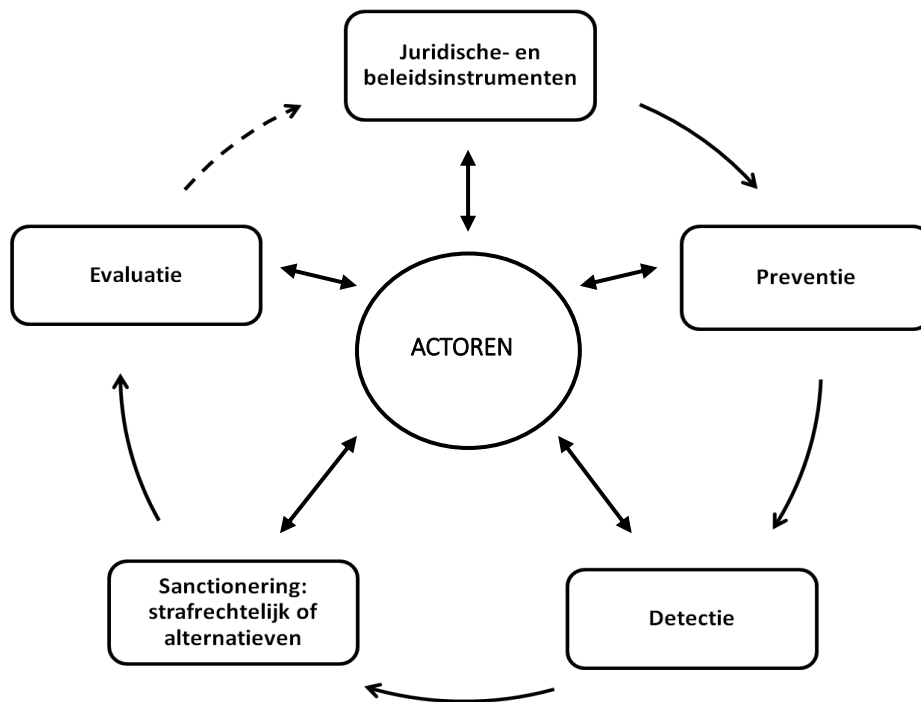 Juridische- en
beleidsinstrumenten
Evaluatie
Preventie
ACTOREN
Sanctionering:
strafrechtelijk of
alternatieven
Detectie